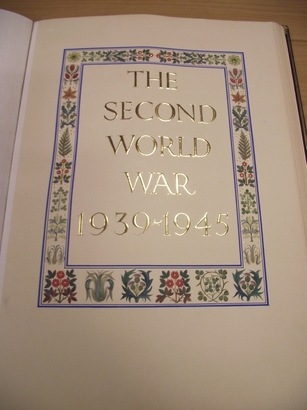 THE
SECOND
WORLD
WAR
1939-1945